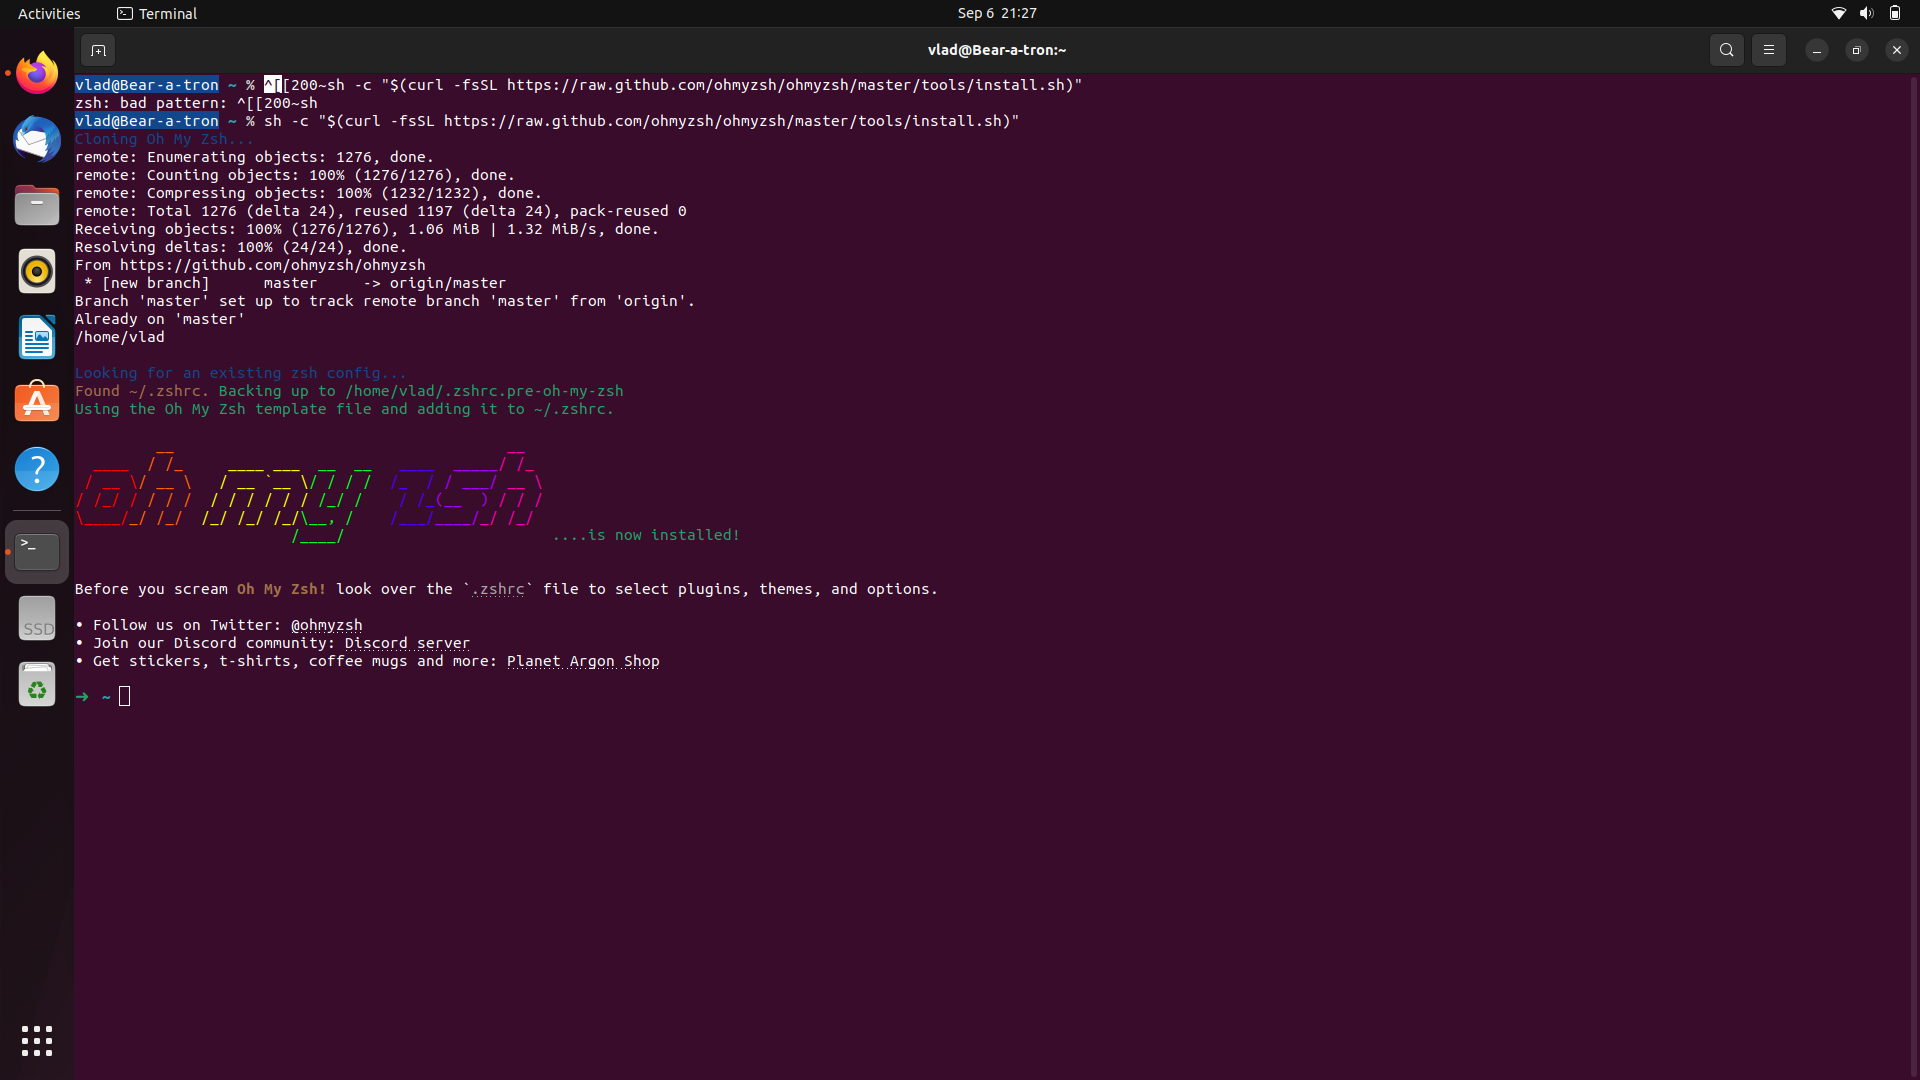 Activities
Terminal
Sep 6 21:27
vlad@Bear-a-tron:~
vlad@Bear-a-tron ~ % ^[[200~sh -c "$(curl -fsSL https://raw.github.com/ohmyzsh/ohmyzsh/master/tools/install.sh)"
zsh: bad pattern: ^[[200~sh
vlad@Bear-a-tron ~ % sh -c "$(curl -fsSL https://raw.github.com/ohmyzsh/ohmyzsh/master/tools/install.sh)"
Cloning Oh My Zsh...
remote: Enumerating objects: 1276, done.
remote: Counting objects: 100% (1276/1276), done.
remote: Compressing objects: 100% (1232/1232), done.
remote: Total 1276 (delta 24), reused 1197 (delta 24), pack-reused 0
Receiving objects: 100% (1276/1276), 1.06 MiB | 1.32 MiB/s, done.
Resolving deltas: 100% (24/24), done.
From https://github.com/ohmyzsh/ohmyzsh
 * [new branch]      master     -> origin/master
Branch 'master' set up to track remote branch 'master' from 'origin'.
Already on 'master'
/home/vlad
Looking for an existing zsh config...
Found ~/.zshrc. Backing up to /home/vlad/.zshrc.pre-oh-my-zsh
Using the Oh My Zsh template file and adding it to ~/.zshrc.
oh my zsh
....is now installed!
Before you scream Oh My Zsh! look over the `.zshrc` file to select plugins, themes, and options.
• Follow us on Twitter: @ohmyzsh
• Join our Discord community: Discord server
• Get stickers, t-shirts, coffee mugs and more: Planet Argon Shop
➜ ~
SSD